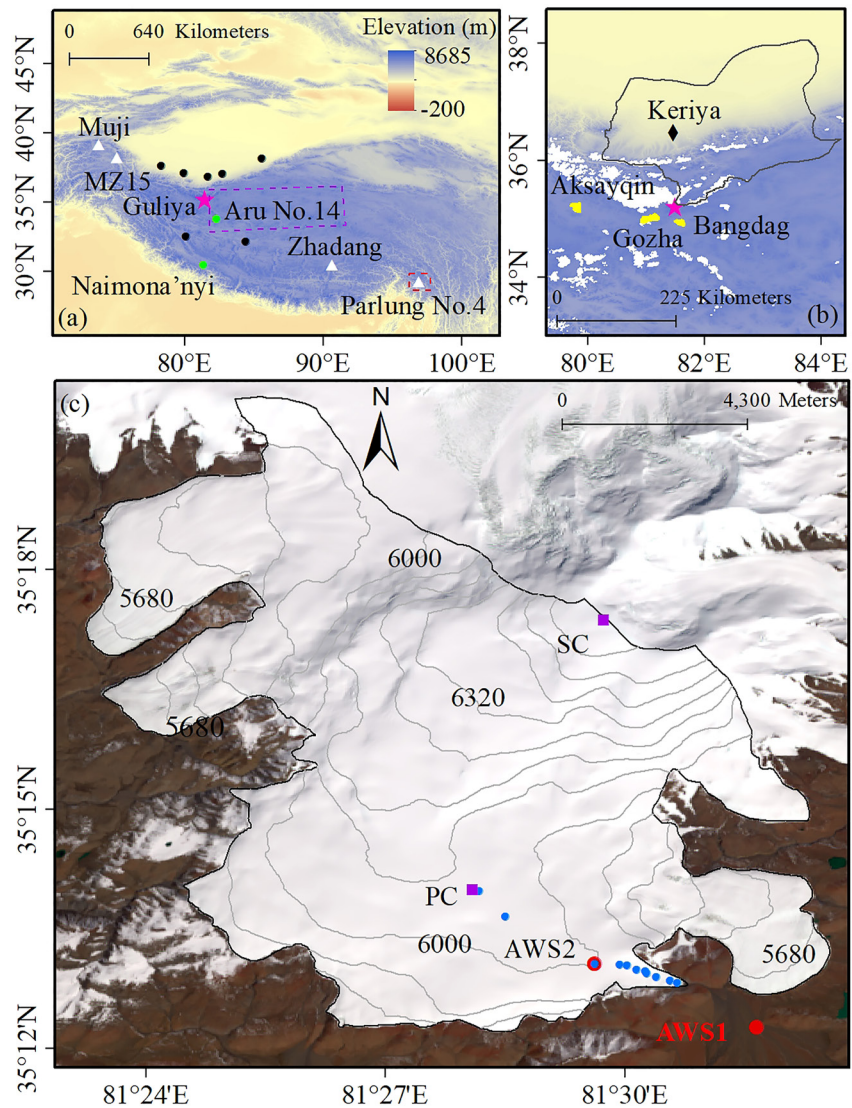 0 640 Kilometers
Elevation (m)
8685
-200
45°N
40°N
35°N
30°N
Muji
MZ15
Guliya
Aru No.14
Zhadang
Naimona'nyi
Parlung No.4
(a)
80°E 90°E 100°E
38°N
36°N
34°N
Keriya
Aksayqin
Gozha
Bangdag
0 225 Kilometers
(b)
80°E 82°E 84°E
(c)
N
0 4,300 Meters
35°18'N
35°15'N
35°12'N
6000
5680
SC
6320
5680
PC
6000
AWS2
5680
AWS1
81°24'E 81°27'E 81°30'E